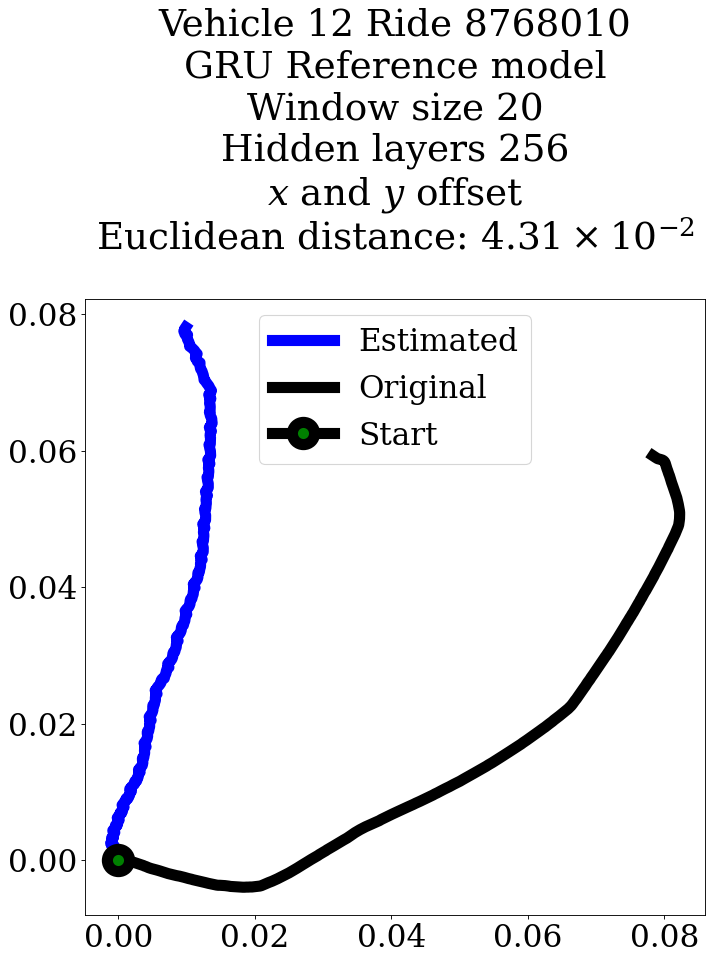 Vehicle 12 Ride 8768010
GRU Reference model
Window size 20
Hidden layers 256
x and y offset
Euclidean distance: 4.31 × 10⁻²
Estimated
Original
Start
0.08
0.06
0.04
0.02
0.00
0.00 0.02 0.04 0.06 0.08